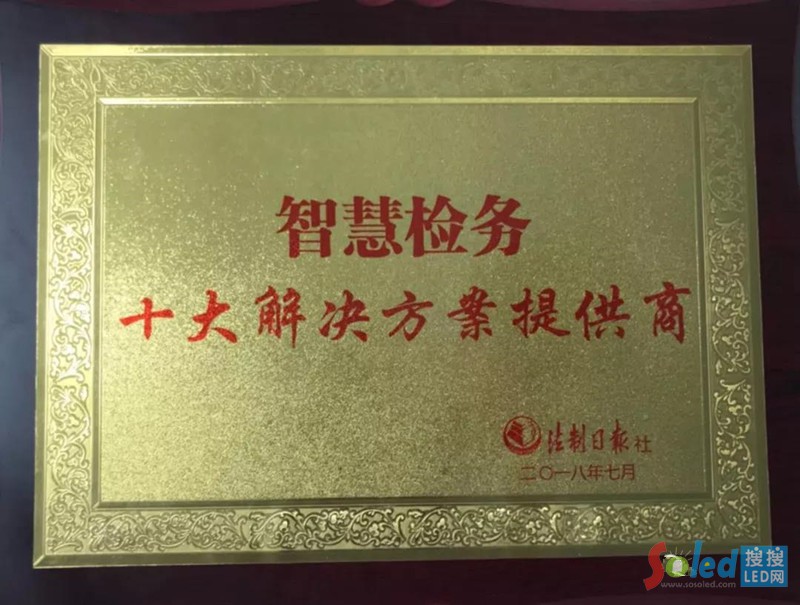 智慧检务
十大解决方案提供商
法制日报社
二〇一八年七月
Soled 搜搜LED网
www.sosoled.com